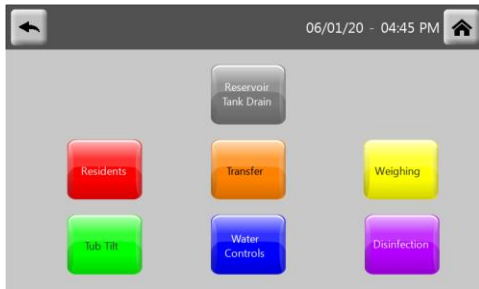 06/01/20 - 04:45 PM
Reservoir
Tank Drain
Residents
Transfer
Weighing
Tub Tilt
Water
Controls
Disinfection